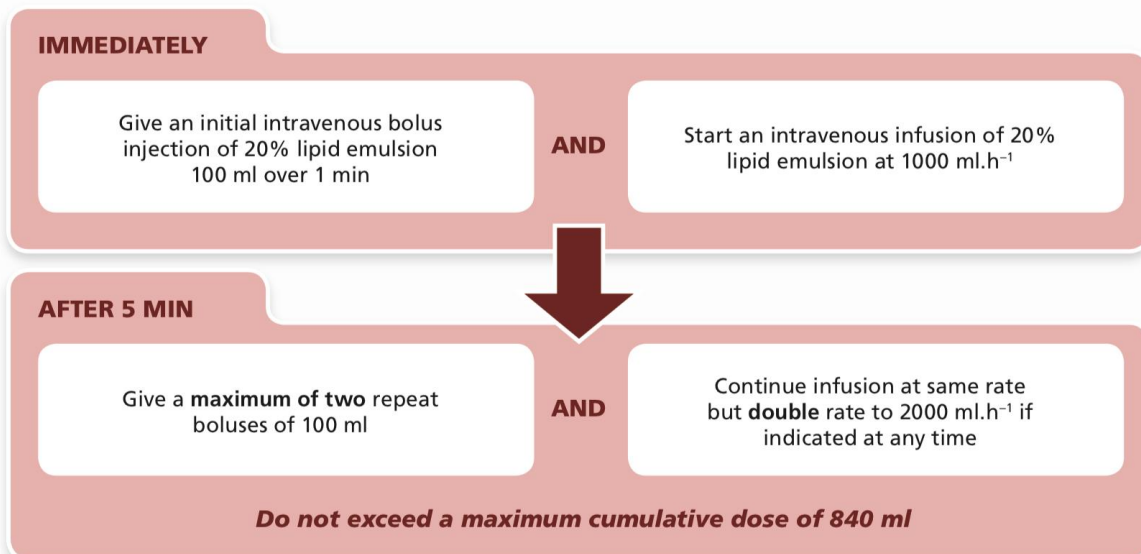 IMMEDIATELY
Give an initial intravenous bolus
injection of 20% lipid emulsion
100 ml over 1 min
AND
Start an intravenous infusion of 20%
lipid emulsion at 1000 ml.h⁻¹
AFTER 5 MIN
Give a maximum of two repeat
boluses of 100 ml
AND
Continue infusion at same rate
but double rate to 2000 ml.h⁻¹ if
indicated at any time
Do not exceed a maximum cumulative dose of 840 ml